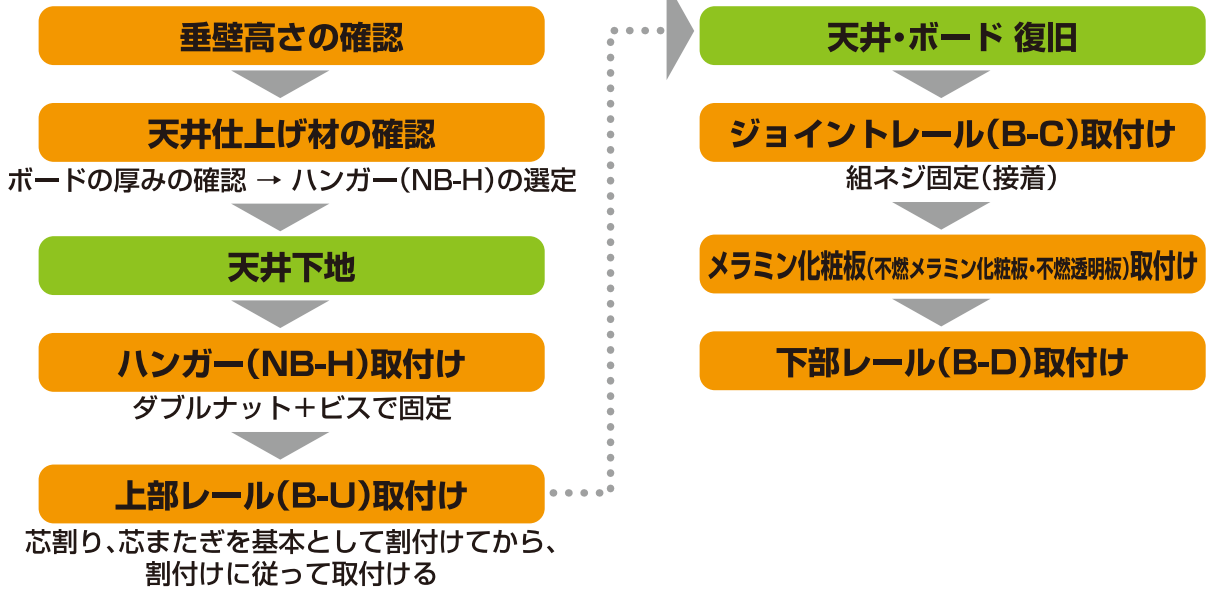 垂壁高さの確認
天井仕上げ材の確認
ボードの厚みの確認 → ハンガー(NB-H)の選定
天井下地
ハンガー(NB-H)取付け
ダブルナット+ビスで固定
上部レール(B-U)取付け
芯割り、芯またぎを基本として割付けてから、
割付けに従って取付ける
天井・ボード 復旧
ジョイントレール(B-C)取付け
組ネジ固定(接着)
メラミン化粧板(不燃メラミン化粧板・不燃透明板)取付け
下部レール(B-D)取付け